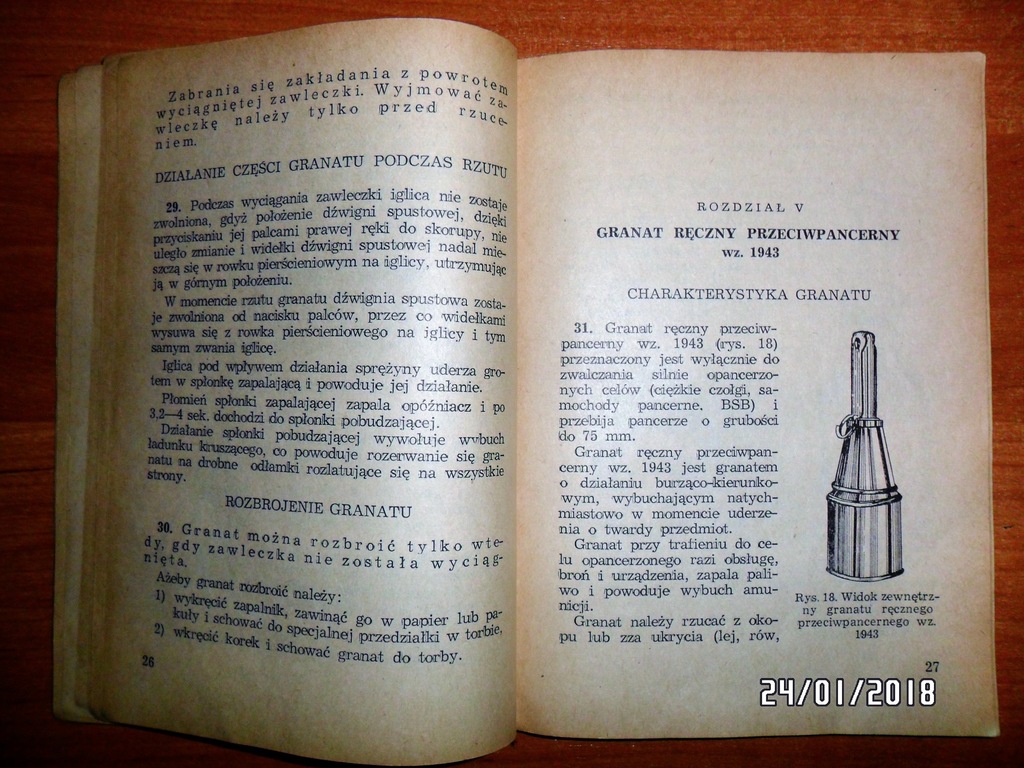 Zabrania się zakładania z powrotem
wyciągniętej zawleczki. Wyjmować za-
wleczkę należy tylko przed rzuce-
niem.
DZIAŁANIE CZĘŚCI GRANATU PODCZAS RZUTU
29. Podczas wyciągania zawleczki iglica nie zostaje
zwolniona, gdyż położenie dźwigni spustowej, dzięki
przyciskaniu jej palcami prawej ręki do skorupy, nie
uległo zmianie i widełki dźwigni spustowej nadal mie-
szczą się w rowku pierścieniowym na iglicy, utrzymując
ją w górnym położeniu.
W momencie rzutu granatu dźwignia spustowa zosta-
je zwolniona od nacisku palców, przez co widełkami
wysuwa się z rowka pierścieniowego na iglicy i tym
samym zwania iglicę.
Iglica pod wpływem działania sprężyny uderza gro-
tem w spłonkę zapalającą i powoduje jej działanie.
Płomień spłonki zapalającej zapala opóźniacz i po
3,2—4 sek. dochodzi do spłonki pobudzającej.
Działanie spłonki pobudzającej wywołuje wybuch
ładunku kruszącego, co powoduje rozerwanie się gra-
natu na drobne odłamki rozlatujące się na wszystkie
strony.
ROZBROJENIE GRANATU
30. Granat można rozbroić tylko wte-
dy, gdy zawleczka nie została wyciąg-
nięta.
Ażeby granat rozbroić należy:
1) wykręcić zapalnik, zawinąć go w papier lub pa-
kuły i schować do specjalnej przedziałki w torbie,
2) wkręcić korek i schować granat do torby.
26
ROZDZIAŁ V
GRANAT RĘCZNY PRZECIWPANCERNY
wz. 1943
CHARAKTERYSTYKA GRANATU
31. Granat ręczny przeciw-
pancerny wz. 1943 (rys. 18)
przeznaczony jest wyłącznie do
zwalczania silnie opancerzo-
nych celów (ciężkie czołgi, sa-
mochody pancerne, BSB) i
przebija pancerze o grubości
do 75 mm.
Granat ręczny przeciwpan-
cerny wz. 1943 jest granatem
o działaniu burząco-kierunko-
wym, wybuchającym natych-
miastowo w momencie uderze-
nia o twardy przedmiot.
Granat przy trafieniu do ce-
lu opancerzonego razi obsługę,
broń i urządzenia, zapala pali-
wo i powoduje wybuch amu-
nicji.
Granat należy rzucać z oko-
pu lub zza ukrycia (lej, rów,
Rys. 18. Widok zewnętrz-
ny granatu ręcznego
przeciwpancernego wz.
1943
27
24/01/2018